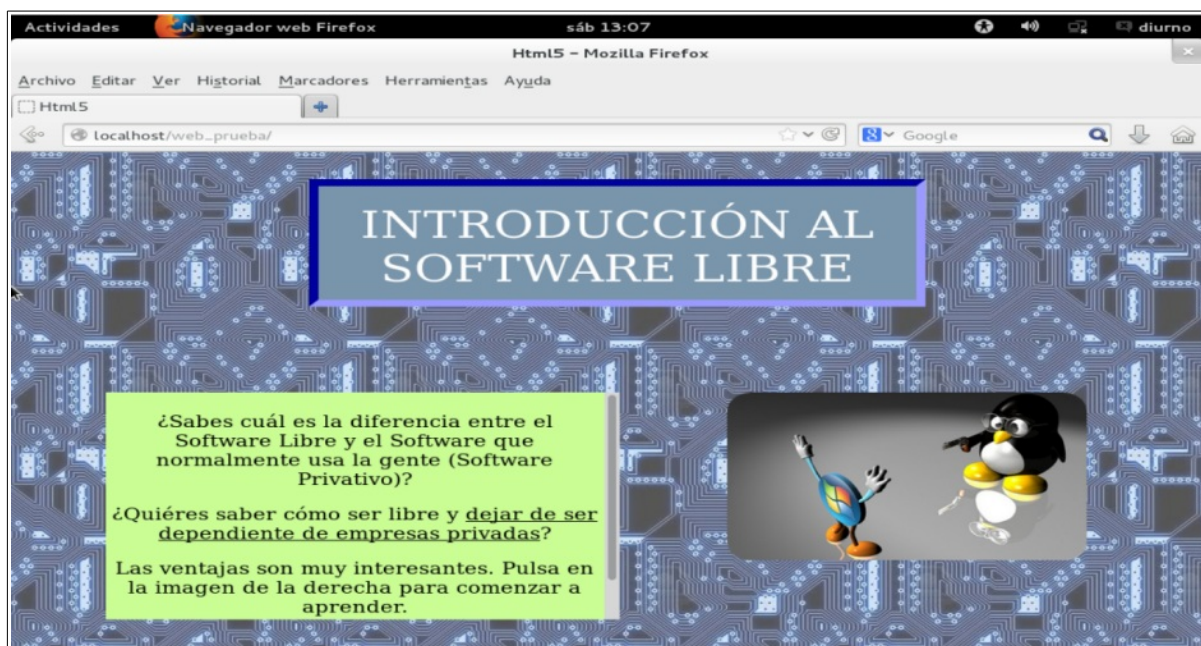 Actividades Navegador web Firefox sáb 13:07 diurno
Html5 – Mozilla Firefox
Archivo Editar Ver Historial Marcadores Herramientas Ayuda
Html5
localhost/web_prueba/ Google
INTRODUCCIÓN AL
SOFTWARE LIBRE
¿Sabes cuál es la diferencia entre el
Software Libre y el Software que
normalmente usa la gente (Software
Privativo)?
¿Quiéres saber cómo ser libre y dejar de ser
dependiente de empresas privadas?
Las ventajas son muy interesantes. Pulsa en
la imagen de la derecha para comenzar a
aprender.